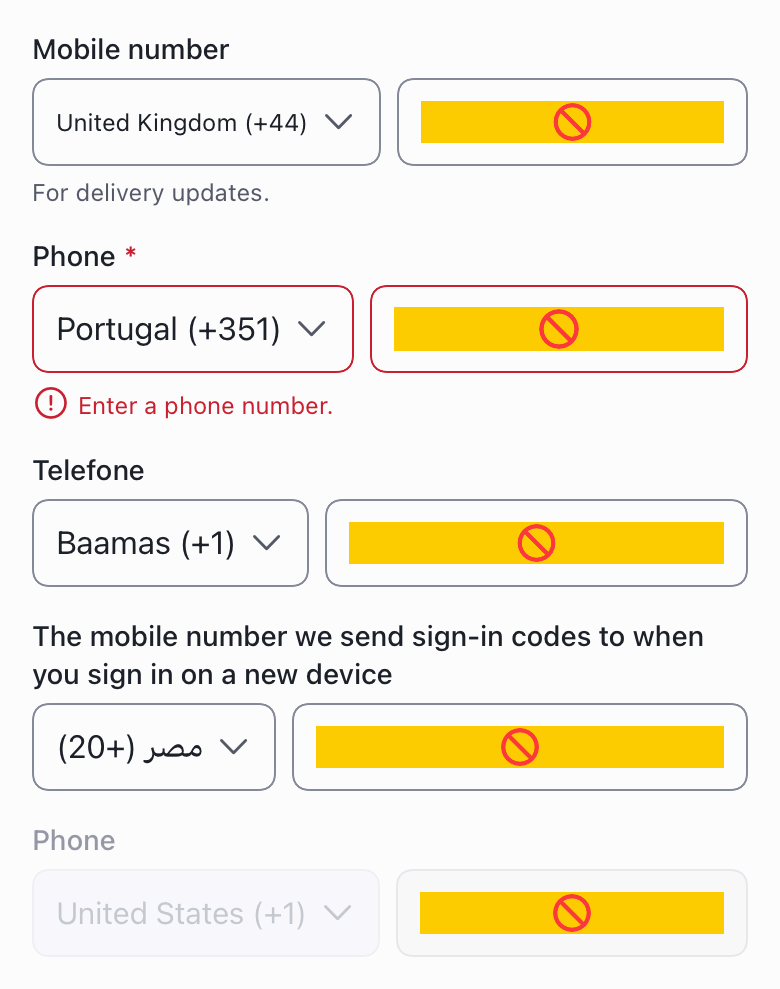 Mobile number
United Kingdom (+44)
For delivery updates.
Phone *
Portugal (+351)
Enter a phone number.
Telefone
Baamas (+1)
The mobile number we send sign-in codes to when
you sign in on a new device
مصر (+20)
Phone
United States (+1)